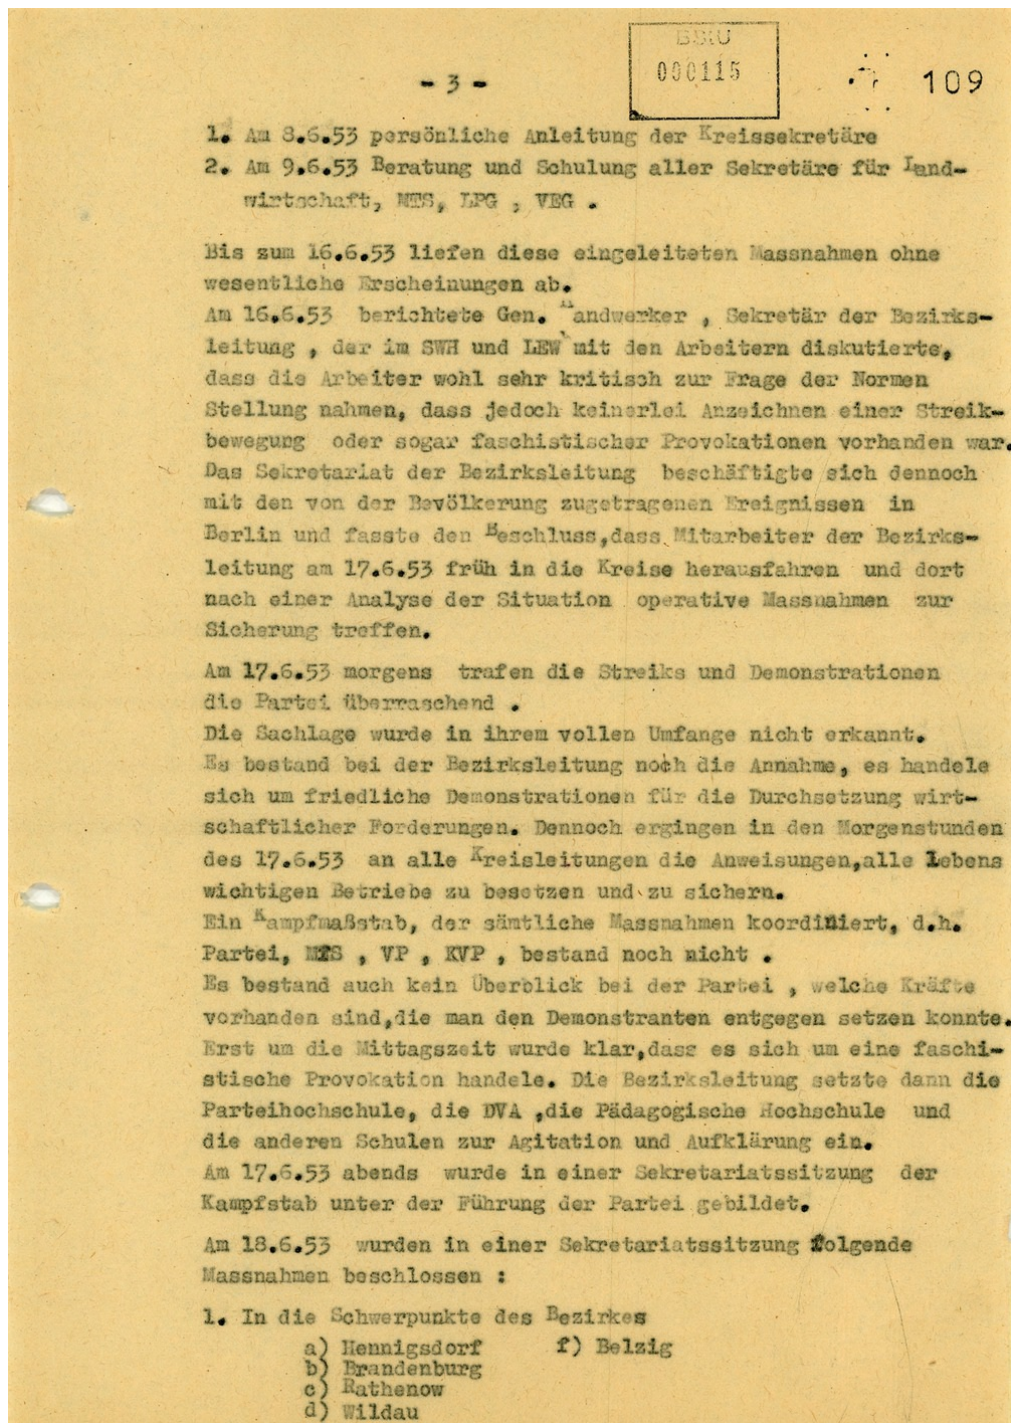 BStU
000115
- 3 -
109
1. Am 8.6.53 persönliche Anleitung der Kreissekretäre
2. Am 9.6.53 Beratung und Schulung aller Sekretäre für Land-
wirtschaft, MTS, LPG , VEG .
Bis zum 16.6.53 liefen diese eingeleiteten Massnahmen ohne
wesentliche Erscheinungen ab.
Am 16.6.53 berichtete Gen. Handwerker , Sekretär der Bezirks-
leitung , der im SWH und LEW mit den Arbeitern diskutierte,
dass die Arbeiter wohl sehr kritisch zur Frage der Normen
Stellung nahmen, dass jedoch keinerlei Anzeichnen einer Streik-
bewegung oder sogar faschistischer Provokationen vorhanden war.
Das Sekretariat der Bezirksleitung beschäftigte sich dennoch
mit den von der Bevölkerung zugetragenen Ereignissen in
Berlin und fasste den Beschluss,dass Mitarbeiter der Bezirks-
leitung am 17.6.53 früh in die Kreise herausfahren und dort
nach einer Analyse der Situation operative Massnahmen zur
Sicherung treffen.
Am 17.6.53 morgens trafen die Streiks und Demonstrationen
die Partei überraschend .
Die Sachlage wurde in ihrem vollen Umfange nicht erkannt.
Es bestand bei der Bezirksleitung noch die Annahme, es handele
sich um friedliche Demonstrationen für die Durchsetzung wirt-
schaftlicher Forderungen. Dennoch ergingen in den Morgenstunden
des 17.6.53 an alle Kreisleitungen die Anweisungen,alle lebens
wichtigen Betriebe zu besetzen und zu sichern.
Ein Kampfmaßstab, der sämtliche Massnahmen koordiniert, d.h.
Partei, MfS , VP , KVP , bestand noch nicht .
Es bestand auch kein Überblick bei der Partei , welche Kräfte
vorhanden sind,die man den Demonstranten entgegen setzen konnte.
Erst um die Mittagszeit wurde klar,dass es sich um eine faschi-
stische Provokation handele. Die Bezirksleitung setzte dann die
Parteihochschule, die DVA ,die Pädagogische Hochschule und
die anderen Schulen zur Agitation und Aufklärung ein.
Am 17.6.53 abends wurde in einer Sekretariatssitzung der
Kampfstab unter der Führung der Partei gebildet.
Am 18.6.53 wurden in einer Sekretariatssitzung folgende
Massnahmen beschlossen :
1. In die Schwerpunkte des Bezirkes
a) Hennigsdorf f) Belzig
b) Brandenburg
c) Rathenow
d) Wildau